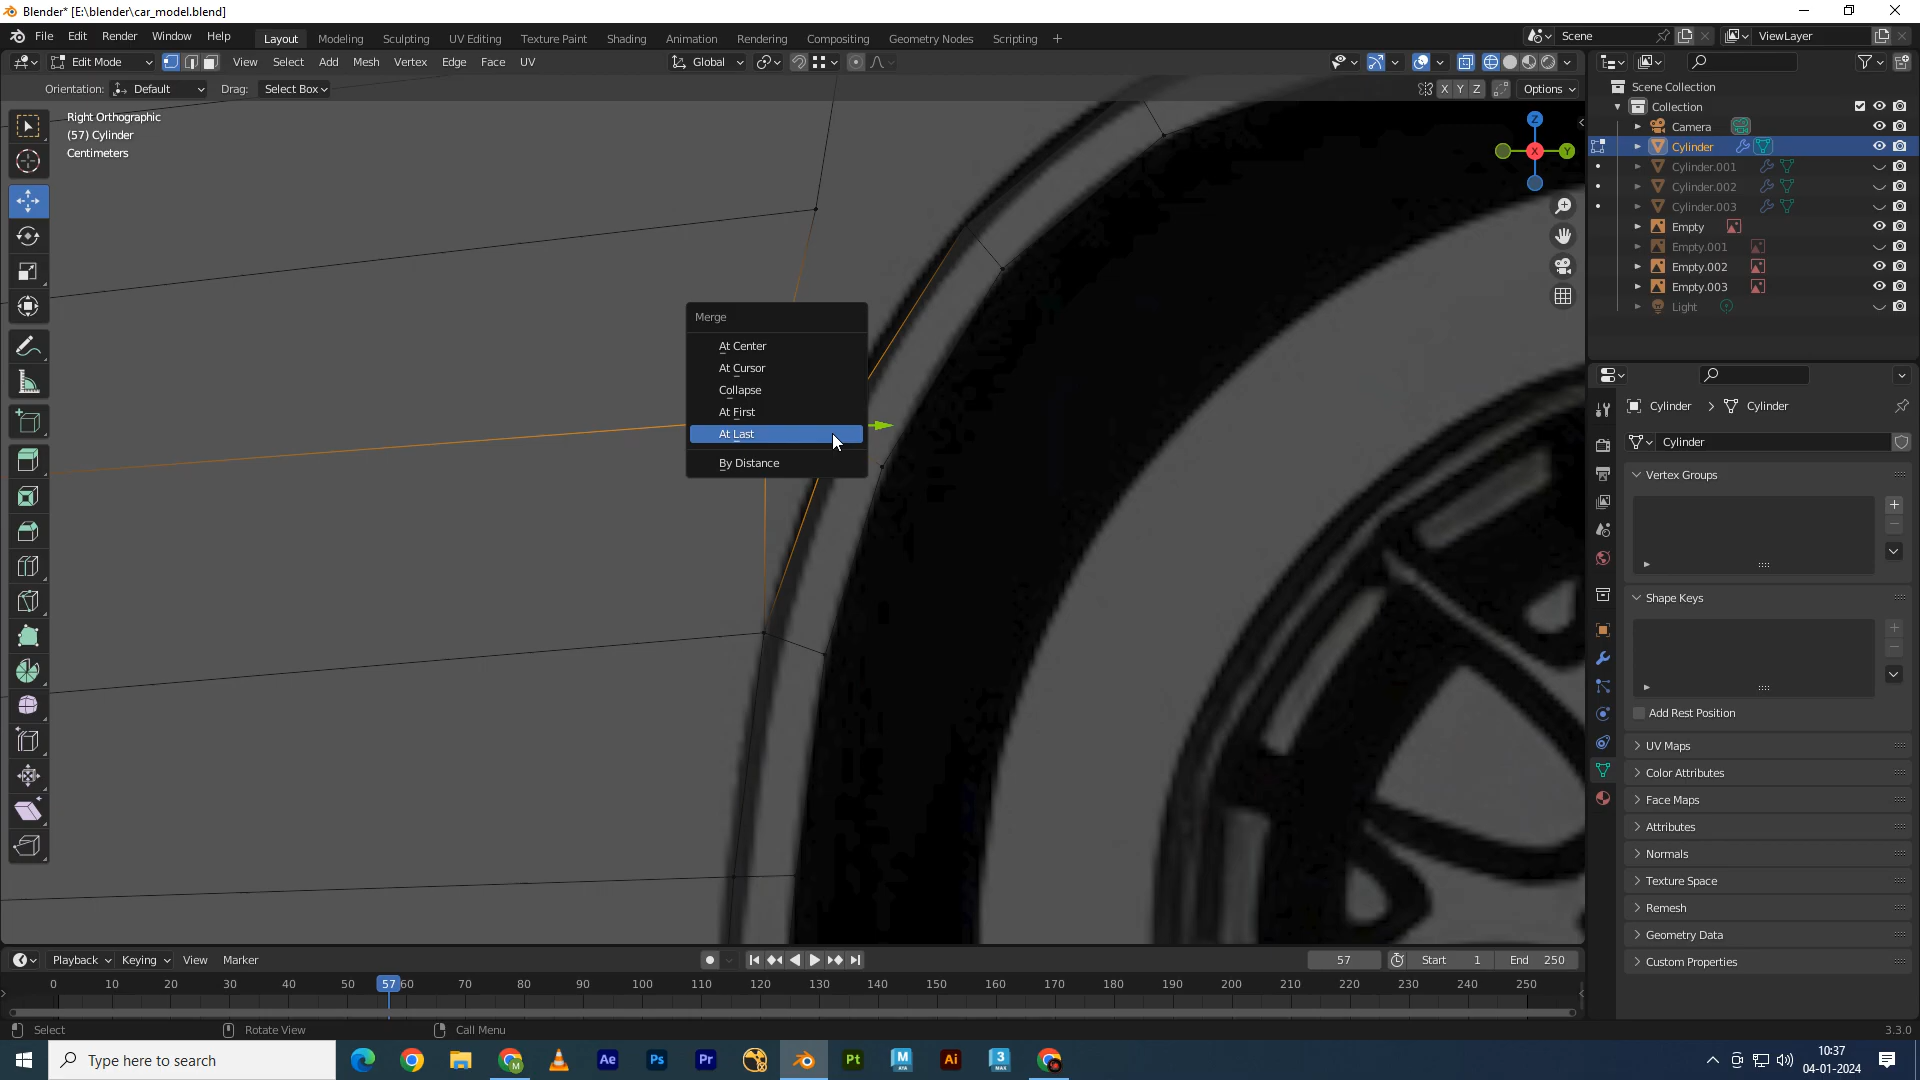 Blender* [E:\blender\car_model.blend]
File Edit Render Window Help Layout Modeling Sculpting UV Editing Texture Paint Shading Animation Rendering Compositing Geometry Nodes Scripting + Scene ViewLayer
Edit Mode View Select Add Mesh Vertex Edge Face UV Global
Orientation: Default Drag: Select Box X Y Z Options
Right Orthographic
(57) Cylinder
Centimeters
Z
X
Y
Merge
At Center
At Cursor
Collapse
At First
At Last
By Distance
Scene Collection
Collection
Camera
Cylinder
Cylinder.001
Cylinder.002
Cylinder.003
Empty
Empty.001
Empty.002
Empty.003
Light
Cylinder > Cylinder
Cylinder
Vertex Groups
Shape Keys
Add Rest Position
UV Maps
Color Attributes
Face Maps
Attributes
Normals
Texture Space
Remesh
Geometry Data
Custom Properties
Playback Keying View Marker 57 Start 1 End 250
0 10 20 30 40 50 57 60 70 80 90 100 110 120 130 140 150 160 170 180 190 200 210 220 230 240 250
Select Rotate View Call Menu 3.3.0
Type here to search Ae Ps Pr Pt M AYA Ai 3 MAX 10:37
04-01-2024